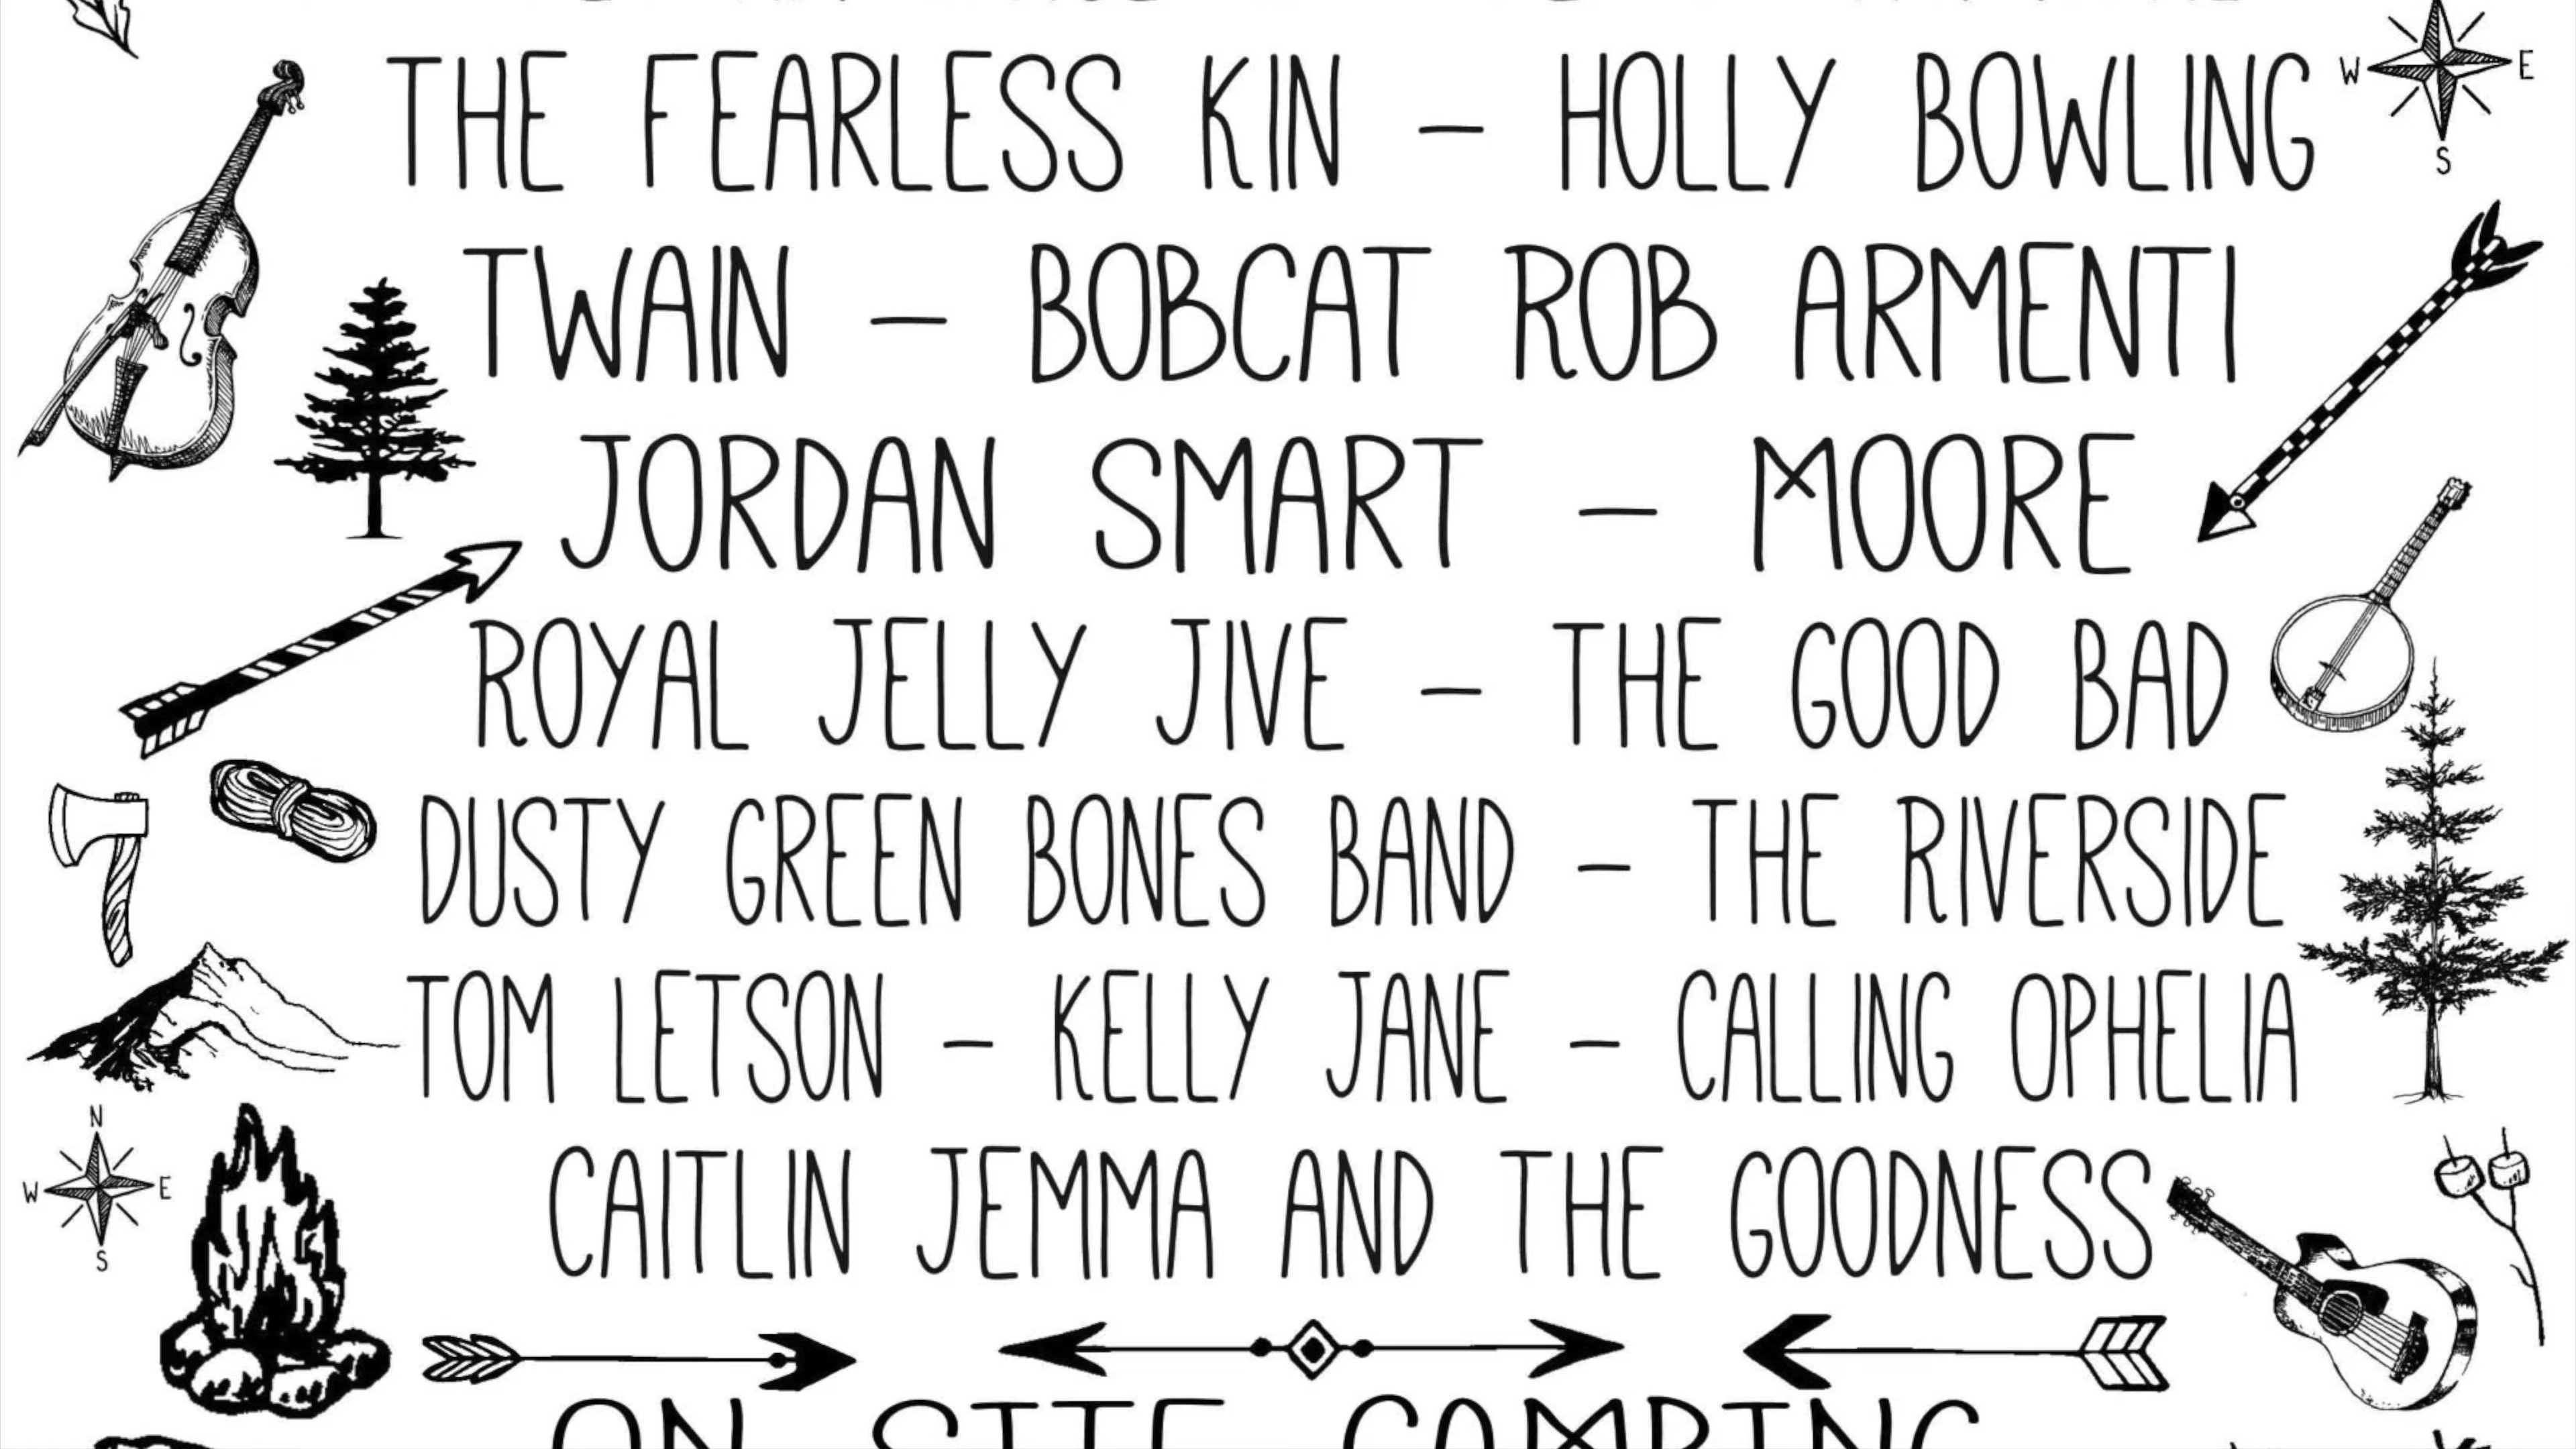 W E
S
THE FEARLESS KIN – HOLLY BOWLING
TWAIN – BOBCAT ROB ARMENTI
JORDAN SMART – MOORE
ROYAL JELLY JIVE – THE GOOD BAD
DUSTY GREEN BONES BAND – THE RIVERSIDE
TOM LETSON – KELLY JANE – CALLING OPHELIA
N
W E
S
CAITLIN JEMMA AND THE GOODNESS
ON SITE CAMPING